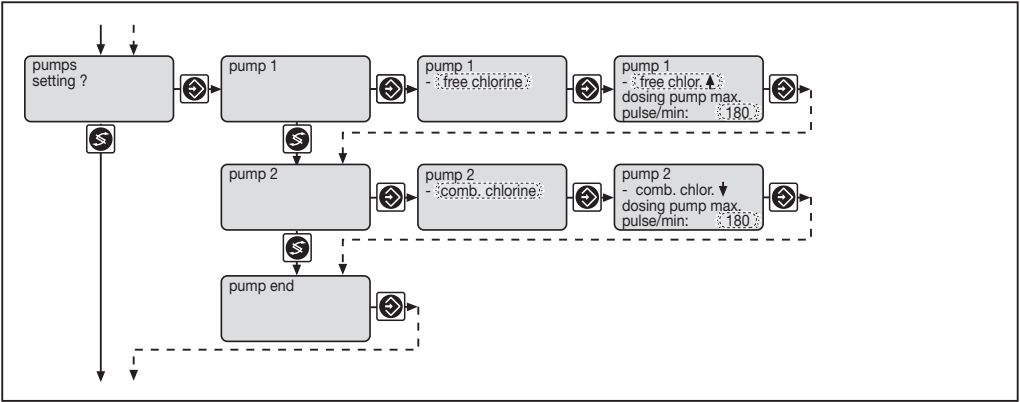 pumps
setting ?
pump 1
pump 1
- free chlorine
pump 1
- free chlor.
dosing pump max.
pulse/min: 180
pump 2
pump 2
- comb. chlorine
pump 2
- comb. chlor.
dosing pump max.
pulse/min: 180
pump end